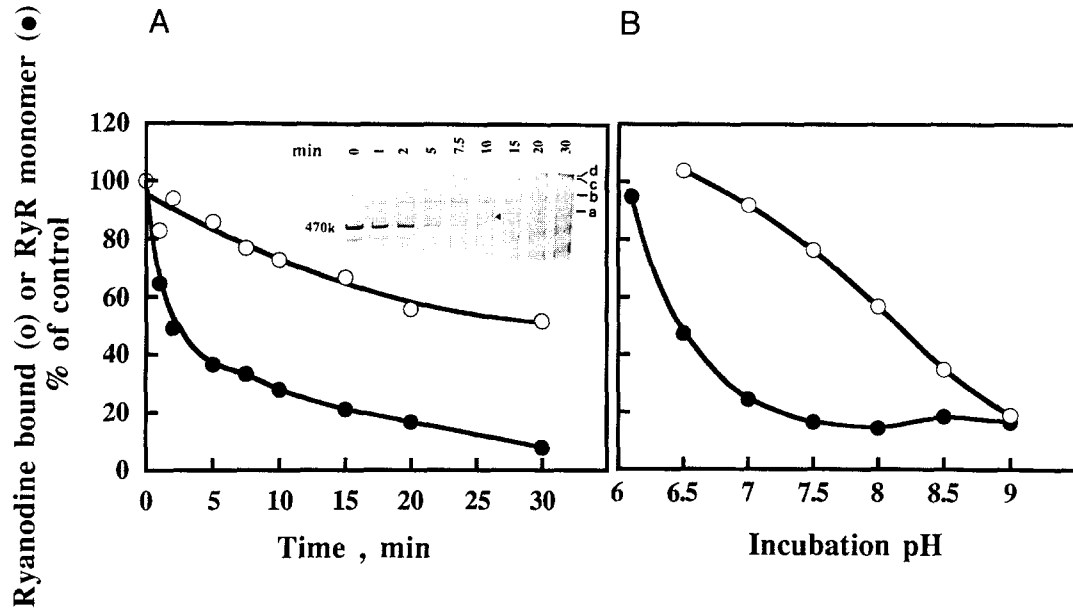 A
B
Ryanodine bound (o) or RyR monomer (●)
% of control
120
100
80
60
40
20
0
min 0 1 2 5 7.5 10 15 20 30
470k
d
c
b
a
0 5 10 15 20 25 30
Time , min
6 6.5 7 7.5 8 8.5 9
Incubation pH